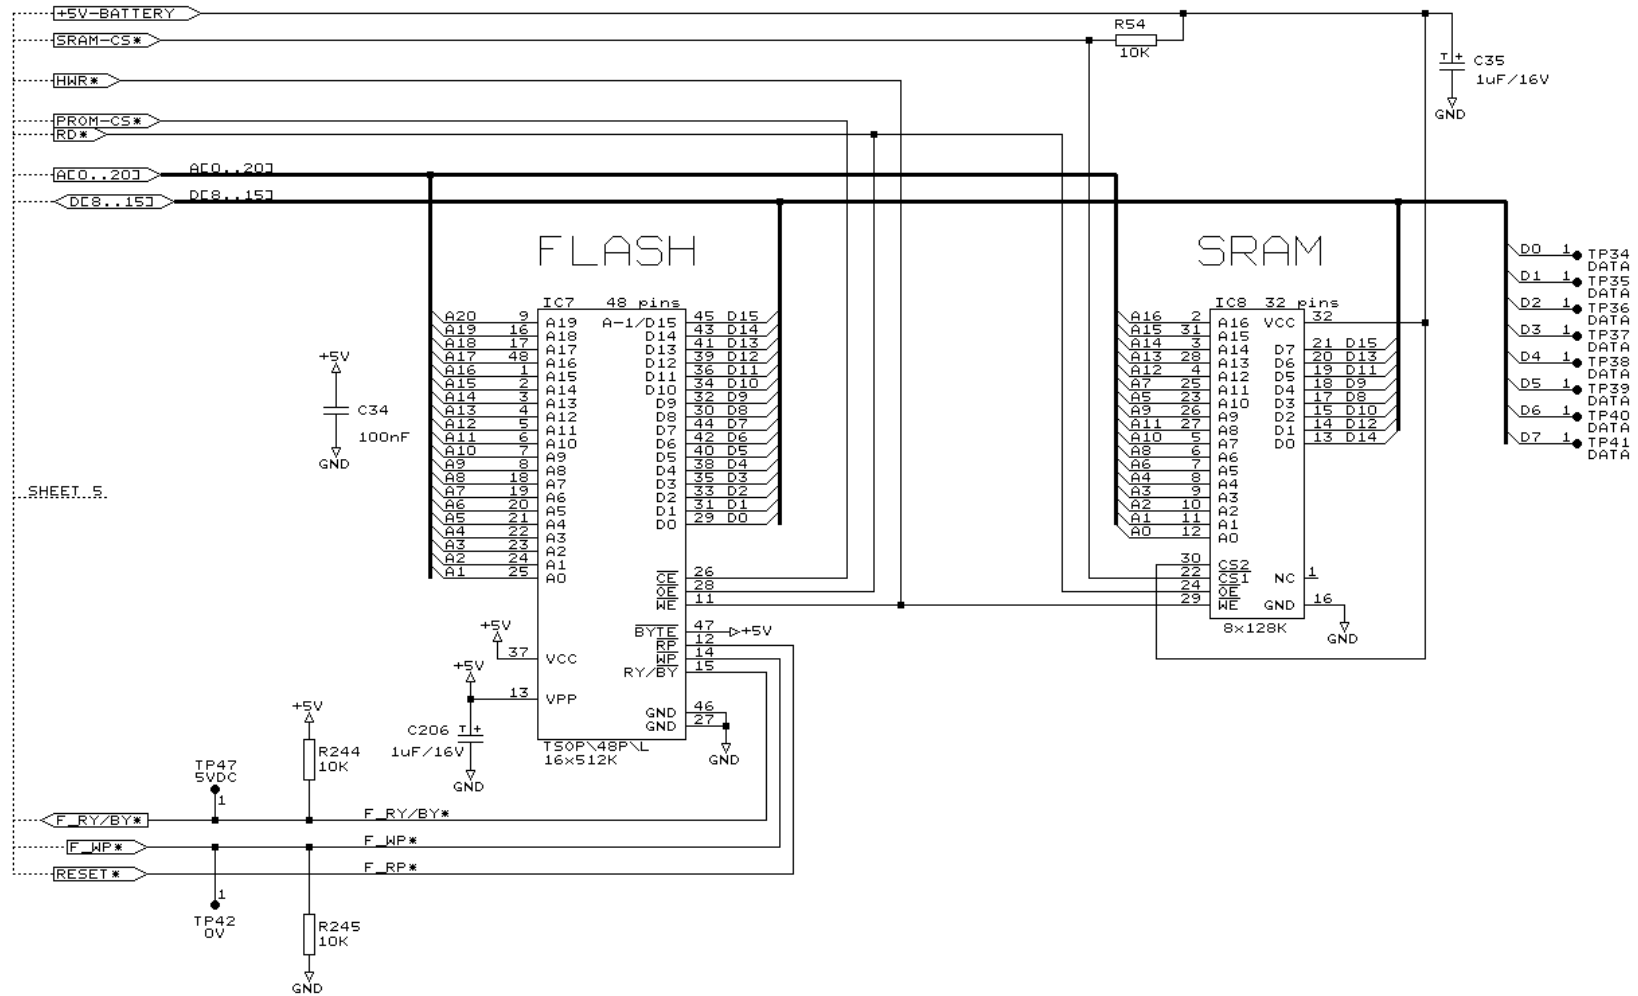 +5V-BATTERY
SRAM-CS*
R54
10K
HWR*
C35
1uF/16V
GND
PROM-CS*
RD*
A[0..20] A[0..20]
D[8..15] D[8..15]
FLASH
SRAM
IC7 48 pins
A20 9 A19 A-1/D15 45 D15
A19 16 A18 D14 43 D14
A18 17 A17 D13 41 D13
A17 48 A16 D12 39 D12
A16 1 A15 D11 36 D11
A15 2 A14 D10 34 D10
A14 3 A13 D9 32 D9
A13 4 A12 D8 30 D8
A12 5 A11 D7 44 D7
A11 6 A10 D6 42 D6
A10 7 A9 D5 40 D5
A9 8 A8 D4 38 D4
A8 18 A7 D3 35 D3
A7 19 A6 D2 33 D2
A6 20 A5 D1 31 D1
A5 21 A4 D0 29 D0
A4 22 A3
A3 23 A2
A2 24 A1
A1 25 A0
CE 26
OE 28
WE 11
BYTE 47 +5V
RP 12
WP 14
RY/BY 15
+5V
37 VCC
+5V
13 VPP
GND 46
GND 27
GND
TSOP\48P\L
16x512K
C206 T +
1uF/16V
GND
+5V
C34
100nF
GND
IC8 32 pins
A16 2 A16 VCC 32
A15 31 A15
A14 3 A14 D7 21 D15
A13 28 A13 D6 20 D13
A12 4 A12 D5 19 D11
A7 25 A11 D4 18 D9
A5 23 A10 D3 17 D8
A9 26 A9 D2 15 D10
A11 27 A8 D1 14 D12
A10 5 A7 D0 13 D14
A8 6 A6
A6 7 A5
A4 8 A4
A3 9 A3
A2 10 A2
A1 11 A1
A0 12 A0
30 CS2
22 CS1 NC 1
24 OE
29 WE GND 16
8x128K
GND
T +
D0 1 TP34
DATA
D1 1 TP35
DATA
D2 1 TP36
DATA
D3 1 TP37
DATA
D4 1 TP38
DATA
D5 1 TP39
DATA
D6 1 TP40
DATA
D7 1 TP41
DATA
SHEET 5
+5V
R244
10K
TP47
5VDC
1
F_RY/BY* F_RY/BY*
F_WP* F_WP*
RESET* F_RP*
1
TP42
0V
R245
10K
GND